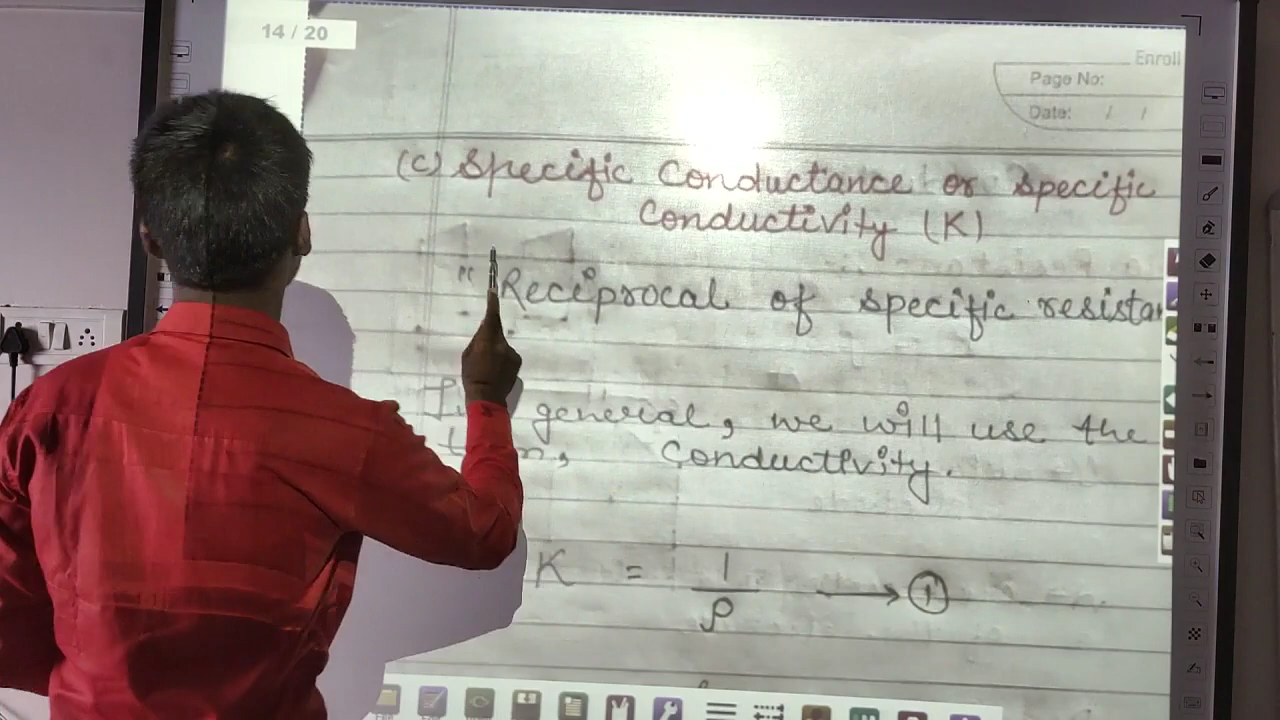 14 / 20
Enroll
Page No:
Date: / /
(C) Specific Conductance or specific
Conductivity (K)
" Reciprocal of specific resistan
In general, we will use the
Conductivity.
K = 1/ρ → ①